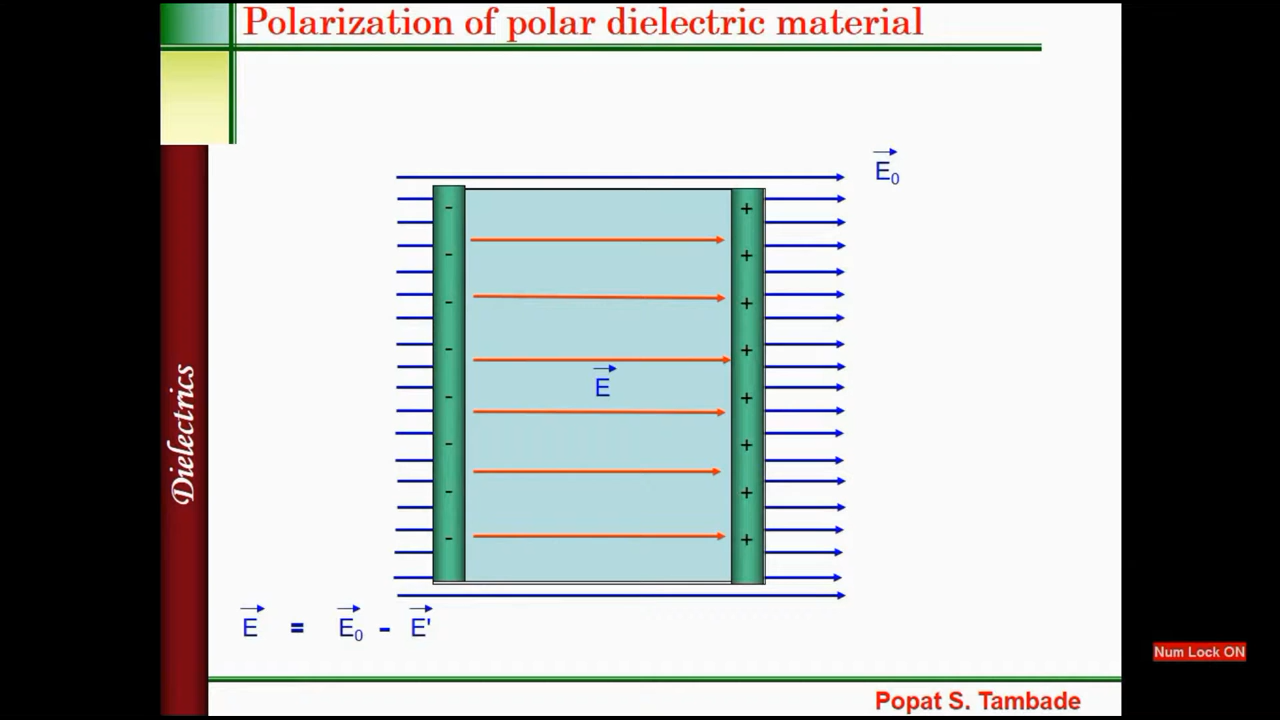 Polarization of polar dielectric material
E₀
- +
- +
- +
- +
E
- +
- +
- +
- +
Dielectrics
E = E₀ - E'
Num Lock ON
Popat S. Tambade